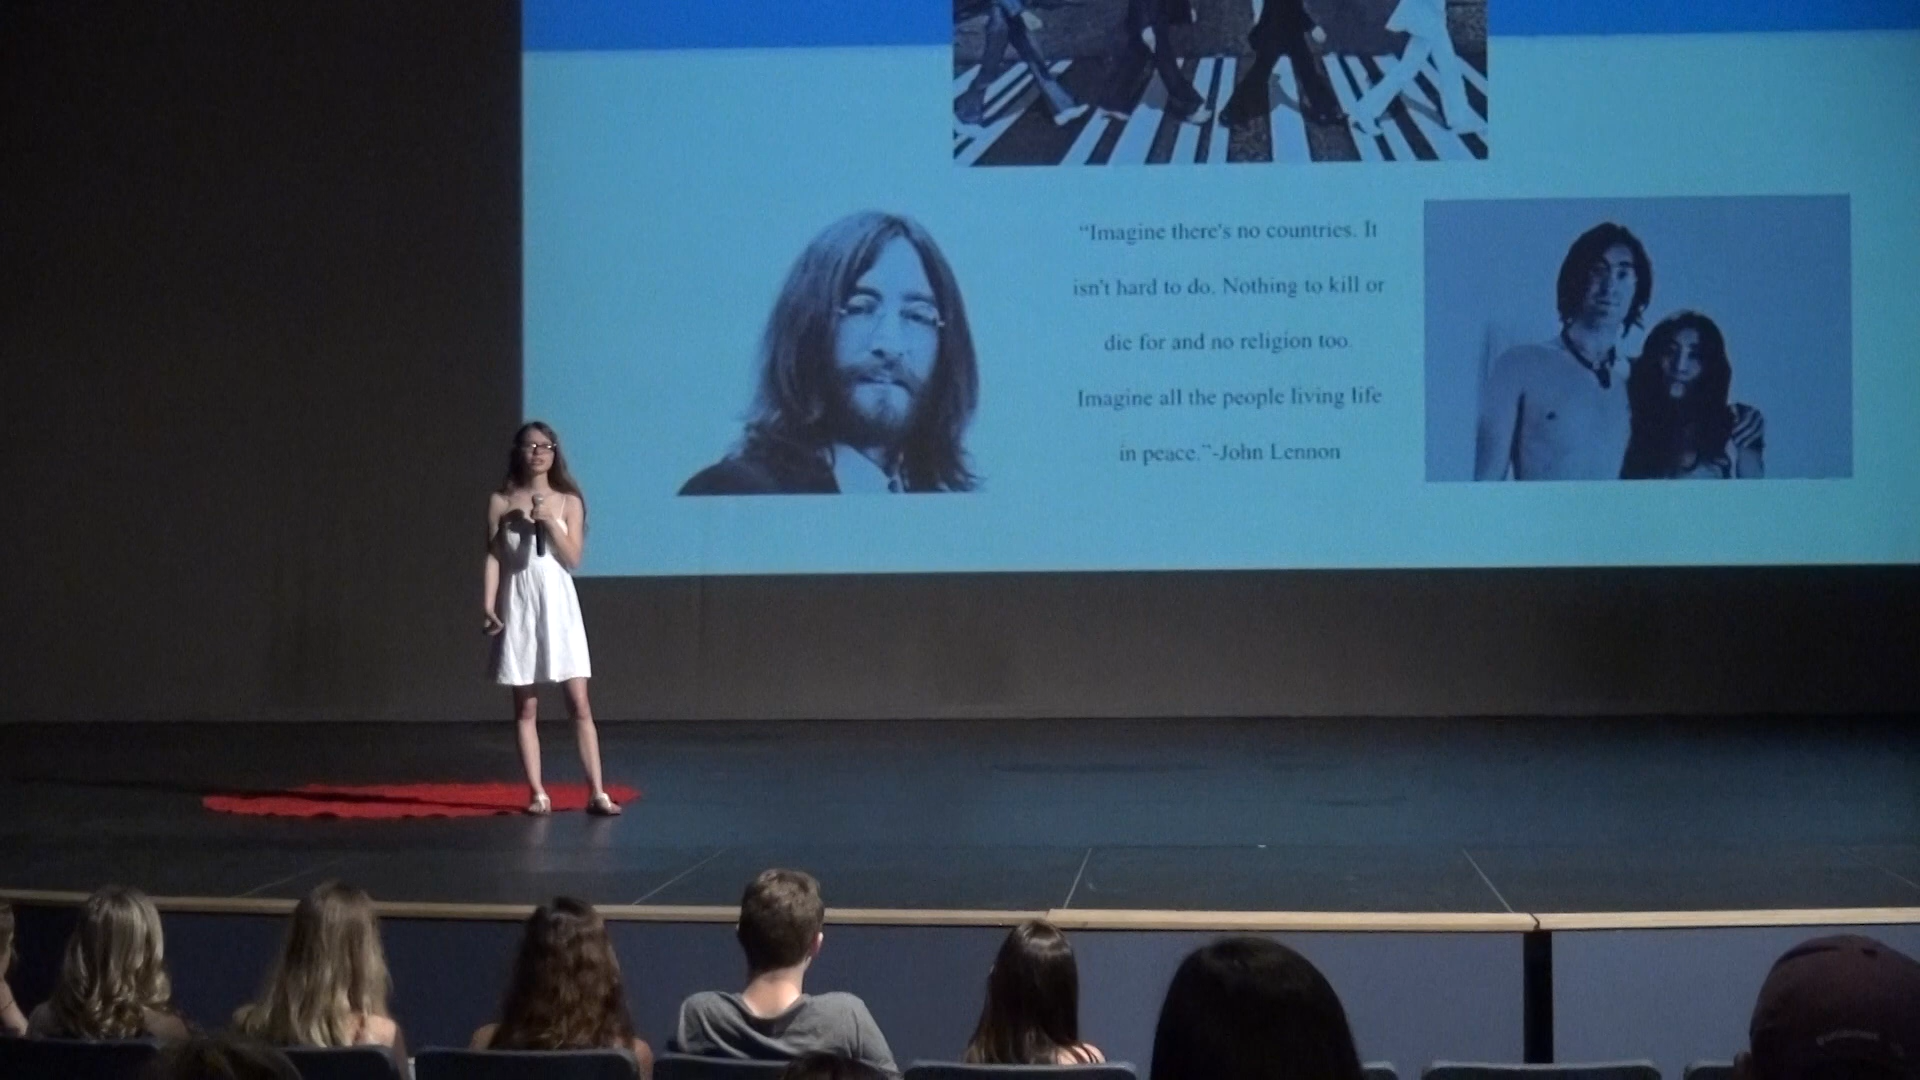 “Imagine there's no countries. It
isn't hard to do. Nothing to kill or
die for and no religion too.
Imagine all the people living life
in peace.”-John Lennon